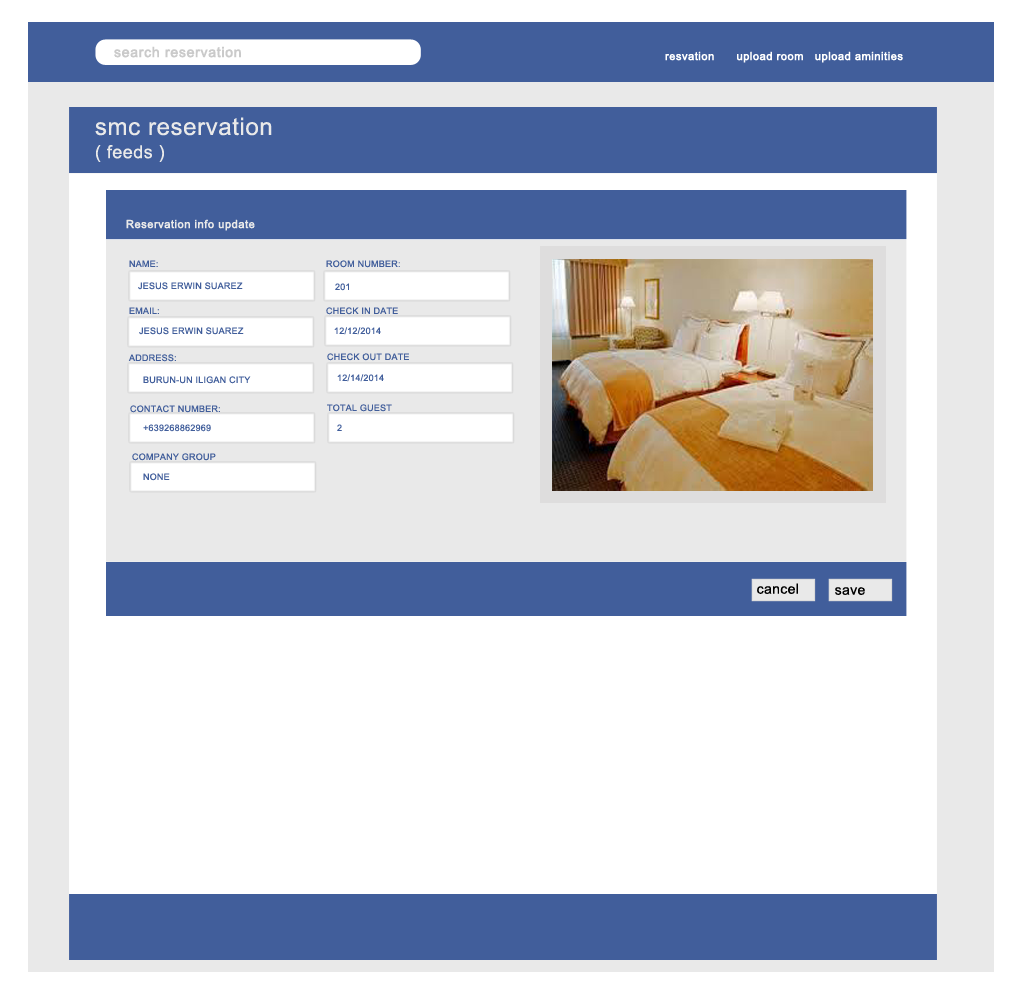 search reservation
resvation upload room upload aminities
smc reservation
( feeds )
Reservation info update
NAME:
JESUS ERWIN SUAREZ
EMAIL:
JESUS ERWIN SUAREZ
ADDRESS:
BURUN-UN ILIGAN CITY
CONTACT NUMBER:
+639268862969
COMPANY GROUP
NONE
ROOM NUMBER:
201
CHECK IN DATE
12/12/2014
CHECK OUT DATE
12/14/2014
TOTAL GUEST
2
cancel save